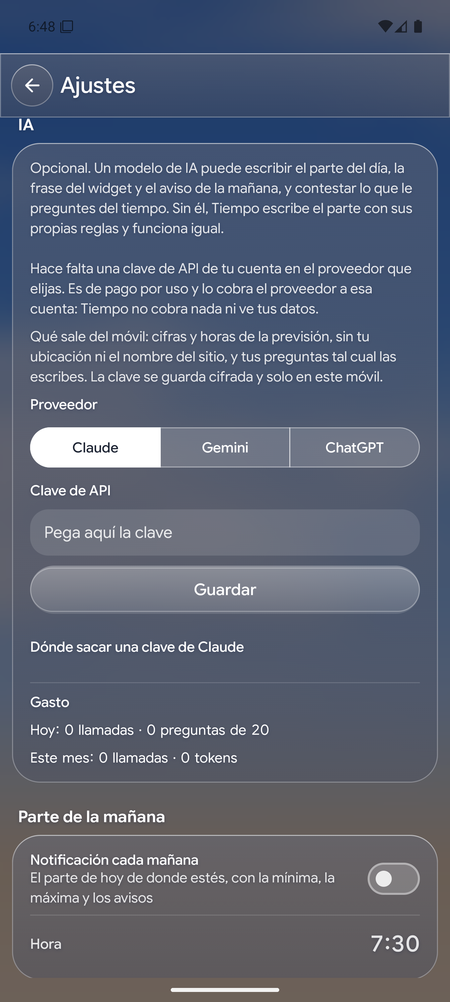 6:48
Ajustes
IA
Opcional. Un modelo de IA puede escribir el parte del día, la
frase del widget y el aviso de la mañana, y contestar lo que le
preguntes del tiempo. Sin él, Tiempo escribe el parte con sus
propias reglas y funciona igual.
Hace falta una clave de API de tu cuenta en el proveedor que
elijas. Es de pago por uso y lo cobra el proveedor a esa
cuenta: Tiempo no cobra nada ni ve tus datos.
Qué sale del móvil: cifras y horas de la previsión, sin tu
ubicación ni el nombre del sitio, y tus preguntas tal cual las
escribes. La clave se guarda cifrada y solo en este móvil.
Proveedor
Claude
Gemini
ChatGPT
Clave de API
Pega aquí la clave
Guardar
Dónde sacar una clave de Claude
Gasto
Hoy: 0 llamadas · 0 preguntas de 20
Este mes: 0 llamadas · 0 tokens
Parte de la mañana
Notificación cada mañana
El parte de hoy de donde estés, con la mínima, la
máxima y los avisos
Hora
7:30